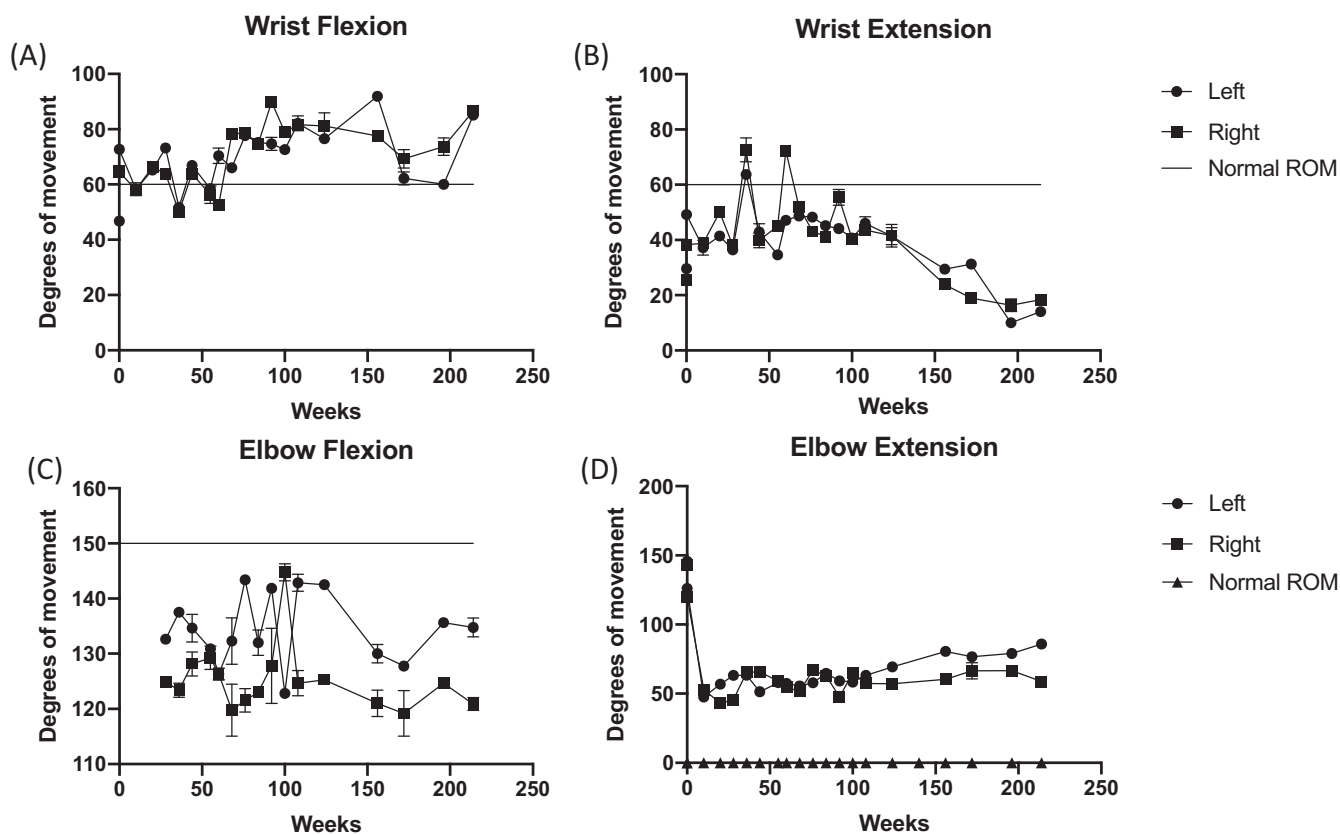 Wrist Flexion
(A)
Degrees of movement
100
80
60
40
20
0
0 50 100 150 200 250
Weeks
Wrist Extension
(B)
Degrees of movement
100
80
60
40
20
0
0 50 100 150 200 250
Weeks
Left
Right
Normal ROM
Elbow Flexion
(C)
Degrees of movement
160
150
140
130
120
110
0 50 100 150 200 250
Weeks
Elbow Extension
(D)
Degrees of movement
200
150
100
50
0
0 50 100 150 200 250
Weeks
Left
Right
Normal ROM